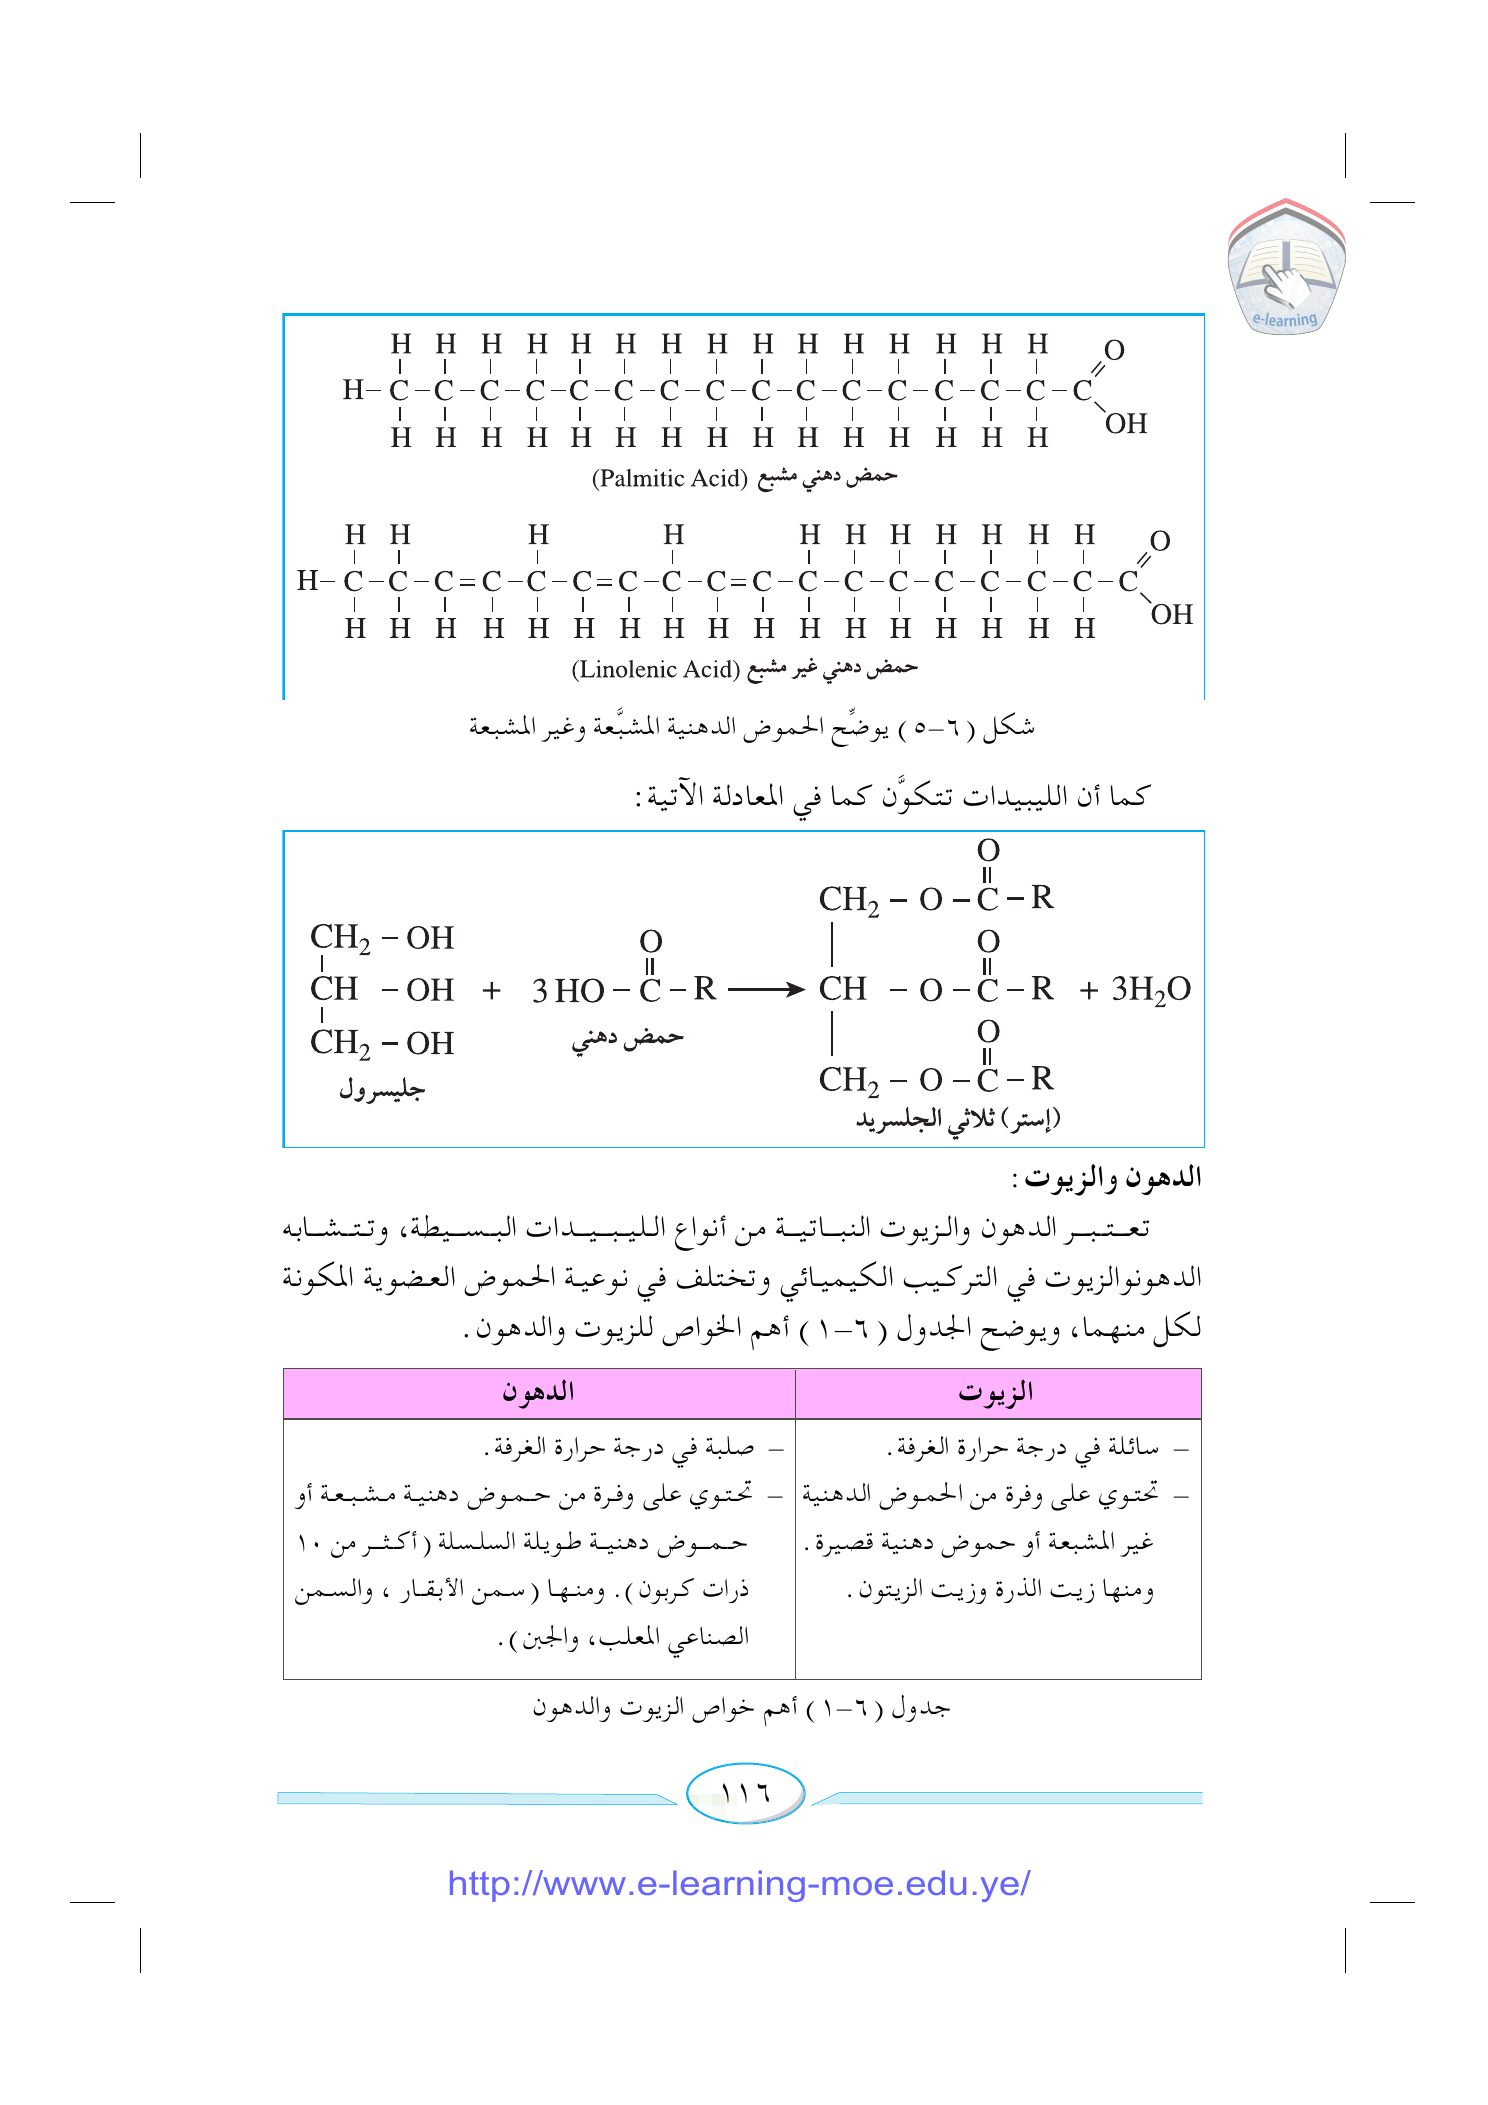 e-learning
H H H H H H H H H H H H H H H O
H–C–C–C–C–C–C–C–C–C–C–C–C–C–C–C–C
H H H H H H H H H H H H H H H OH
حمض دهني مشبع (Palmitic Acid)
H H H H H H H H H H H O
H–C–C–C=C–C–C=C–C–C=C–C–C–C–C–C–C–C–C
H H H H H H H H H H H H H H H H H OH
حمض دهني غير مشبع (Linolenic Acid)
شكل (٦–٥) يوضِّح الحموض الدهنية المشبَّعة وغير المشبعة
كما أن الليبيدات تتكوَّن كما في المعادلة الآتية:
O
CH2 – O – C – R
CH2 – OH O O
CH – OH + 3 HO – C – R → CH – O – C – R + 3H2O
CH2 – OH حمض دهني O
CH2 – O – C – R
جليسرول
(إستر) ثلاثي الجلسريد
الدهون والزيوت :
تعتبر الدهون والزيوت النباتية من أنواع الليبيدات البسيطة، وتتشابه
الدهونوالزيوت في التركيب الكيميائي وتختلف في نوعية الحموض العضوية المكونة
لكل منهما، ويوضح الجدول (٦–١) أهم الخواص للزيوت والدهون.
الزيوت الدهون
– سائلة في درجة حرارة الغرفة. – صلبة في درجة حرارة الغرفة.
– تحتوي على وفرة من الحموض الدهنية – تحتوي على وفرة من حموض دهنية مشبعة أو
غير المشبعة أو حموض دهنية قصيرة. حموض دهنية طويلة السلسلة (أكثر من ١٠
ومنها زيت الذرة وزيت الزيتون. ذرات كربون). ومنها (سمن الأبقار ، والسمن
الصناعي المعلب، والجبن).
جدول (٦–١) أهم خواص الزيوت والدهون
١١٦
http://www.e-learning-moe.edu.ye/